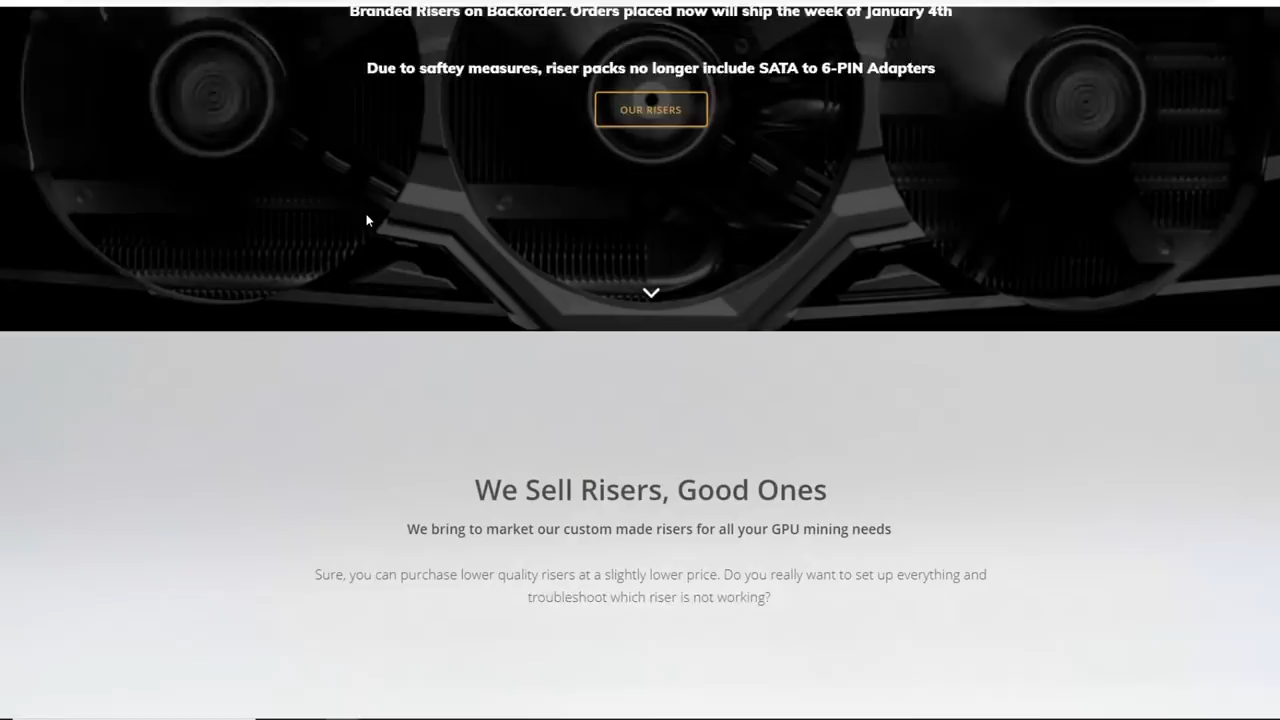 Branded Risers on Backorder. Orders placed now will ship the week of January 4th
Due to saftey measures, riser packs no longer include SATA to 6-PIN Adapters
OUR RISERS
We Sell Risers, Good Ones
We bring to market our custom made risers for all your GPU mining needs
Sure, you can purchase lower quality risers at a slightly lower price. Do you really want to set up everything and
troubleshoot which riser is not working?